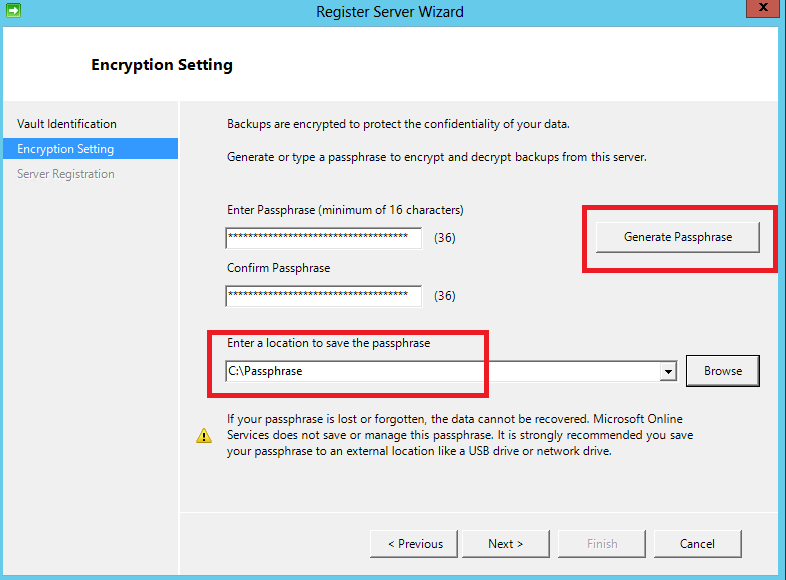 Register Server Wizard
x
Encryption Setting
Vault Identification
Encryption Setting
Server Registration
Backups are encrypted to protect the confidentiality of your data.
Generate or type a passphrase to encrypt and decrypt backups from this server.
Enter Passphrase (minimum of 16 characters)
************************************ (36)
Generate Passphrase
Confirm Passphrase
************************************ (36)
Enter a location to save the passphrase
C:\Passphrase
Browse
If your passphrase is lost or forgotten, the data cannot be recovered. Microsoft Online
Services does not save or manage this passphrase. It is strongly recommended you save
your passphrase to an external location like a USB drive or network drive.
< Previous
Next >
Finish
Cancel